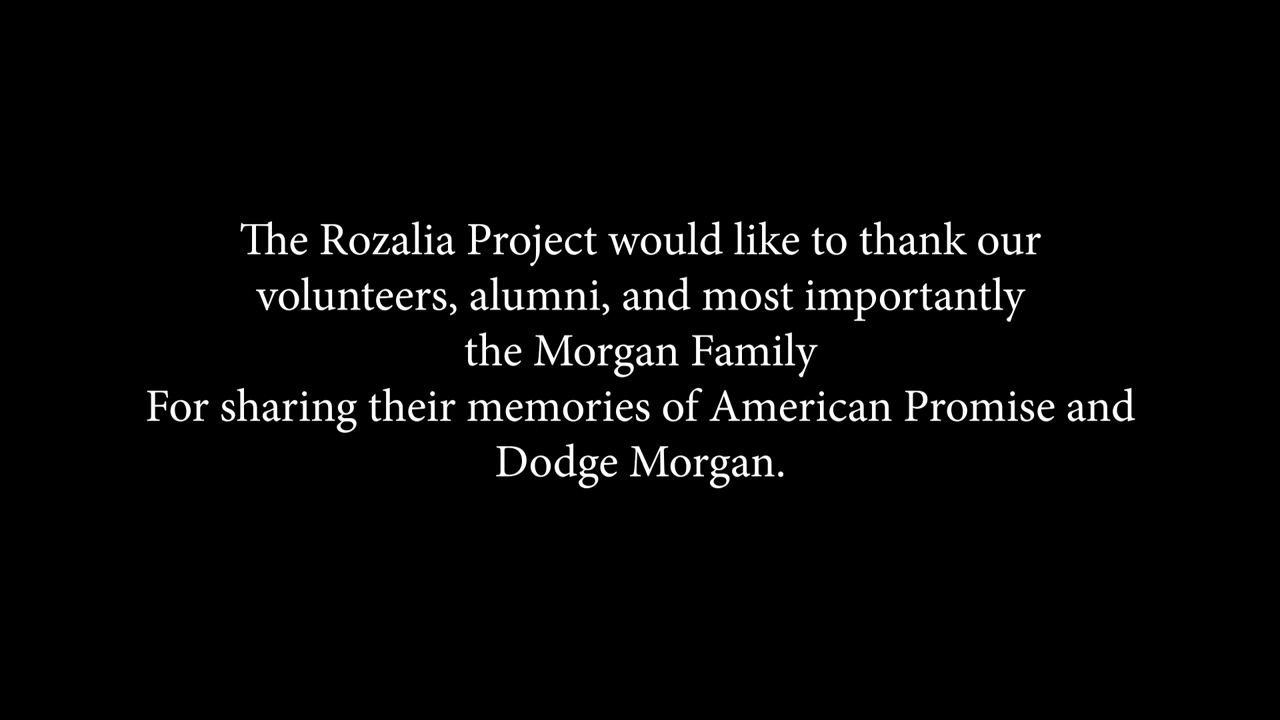 The Rozalia Project would like to thank our
volunteers, alumni, and most importantly
the Morgan Family
For sharing their memories of American Promise and
Dodge Morgan.